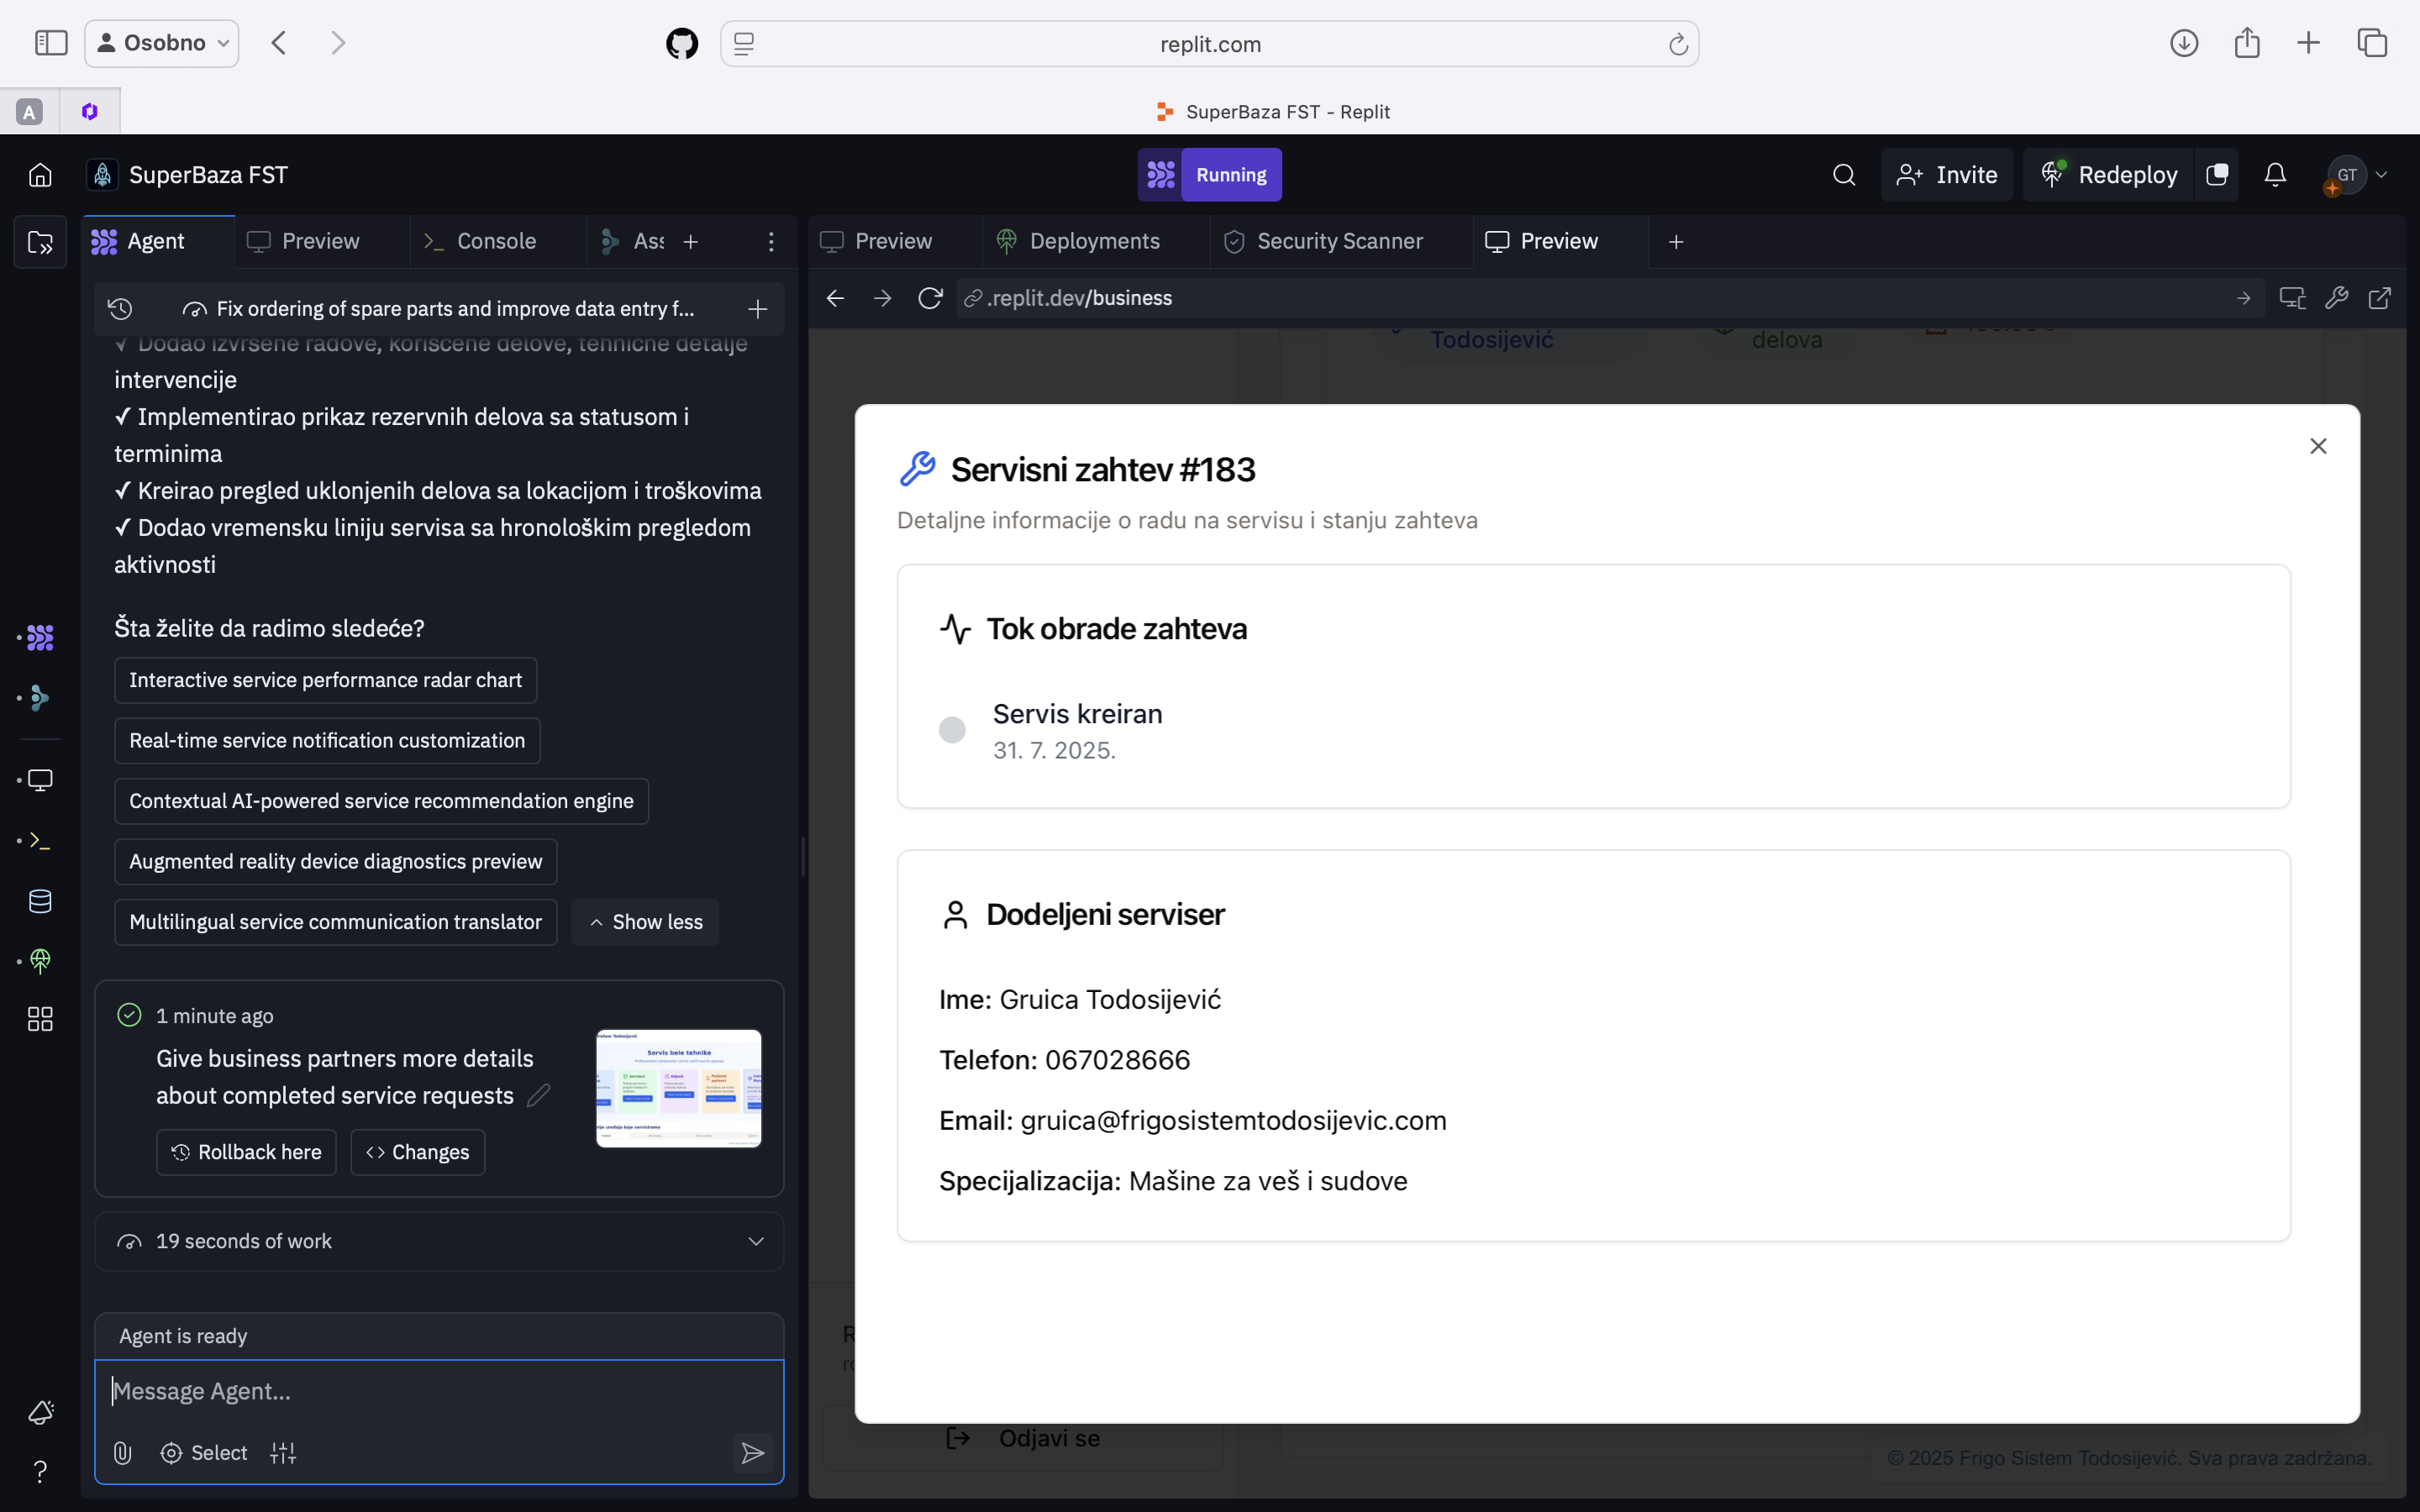 Osobno
replit.com
A
SuperBaza FST - Replit
SuperBaza FST
Running
Invite
Redeploy
GT
Agent
Preview
Console
Ass
Preview
Deployments
Security Scanner
Preview
Fix ordering of spare parts and improve data entry f...
.replit.dev/business
✓ Dodao izvršene radove, korišćene delove, tehničke detalje
intervencije
✓ Implementirao prikaz rezervnih delova sa statusom i
terminima
✓ Kreirao pregled uklonjenih delova sa lokacijom i troškovima
✓ Dodao vremensku liniju servisa sa hronološkim pregledom
aktivnosti
Šta želite da radimo sledeće?
Interactive service performance radar chart
Real-time service notification customization
Contextual AI-powered service recommendation engine
Augmented reality device diagnostics preview
Multilingual service communication translator
Show less
1 minute ago
Give business partners more details
about completed service requests
Rollback here
Changes
Servis bele tehnike
19 seconds of work
Agent is ready
Message Agent...
Select
Todosijević
delova
Servisni zahtev #183
Detaljne informacije o radu na servisu i stanju zahteva
Tok obrade zahteva
Servis kreiran
31. 7. 2025.
Dodeljeni serviser
Ime: Gruica Todosijević
Telefon: 067028666
Email: gruica@frigosistemtodosijevic.com
Specijalizacija: Mašine za veš i sudove
Odjavi se
© 2025 Frigo Sistem Todosijević. Sva prava zadržana.